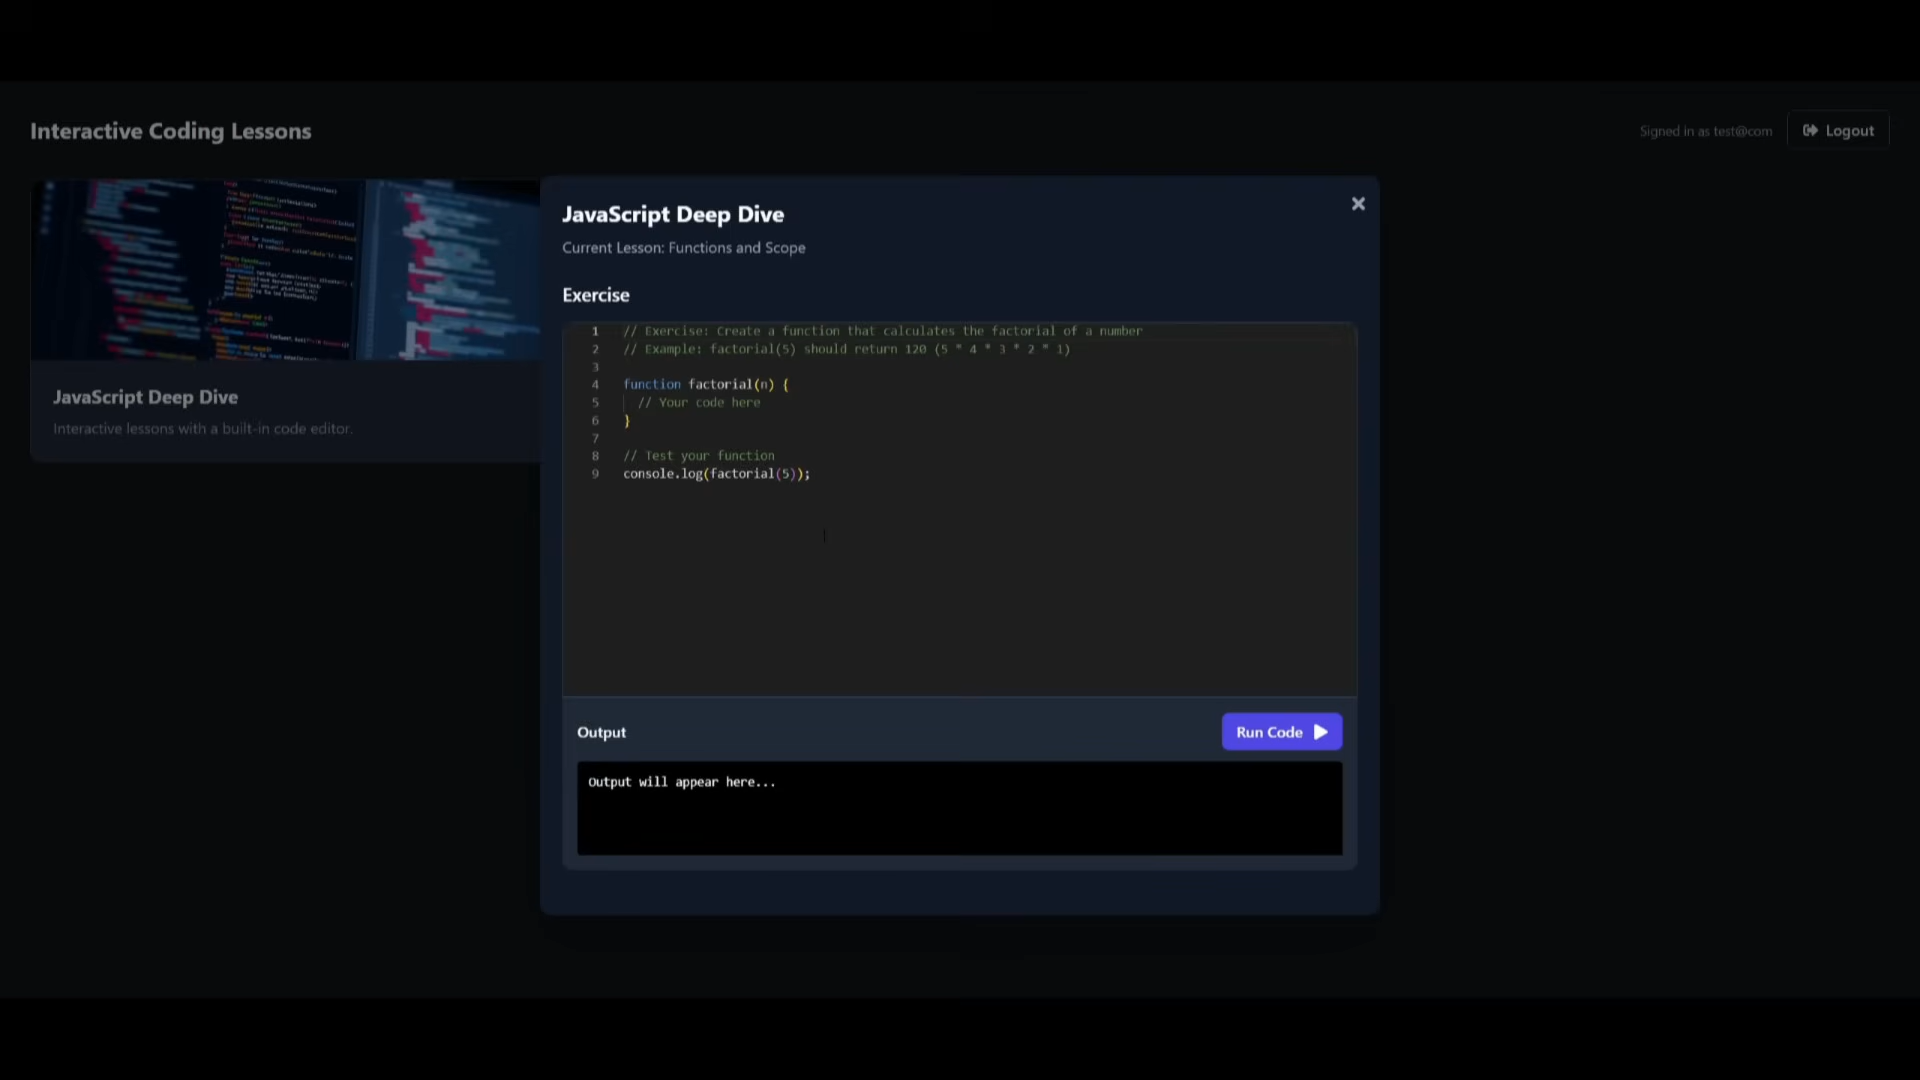 Interactive Coding Lessons
Signed in as test@com
Logout
JavaScript Deep Dive
Interactive lessons with a built-in code editor.
JavaScript Deep Dive
Current Lesson: Functions and Scope
Exercise
1 // Exercise: Create a function that calculates the factorial of a number
2 // Example: factorial(5) should return 120 (5 * 4 * 3 * 2 * 1)
3
4 function factorial(n) {
5 // Your code here
6 }
7
8 // Test your function
9 console.log(factorial(5));
Output
Run Code
Output will appear here...